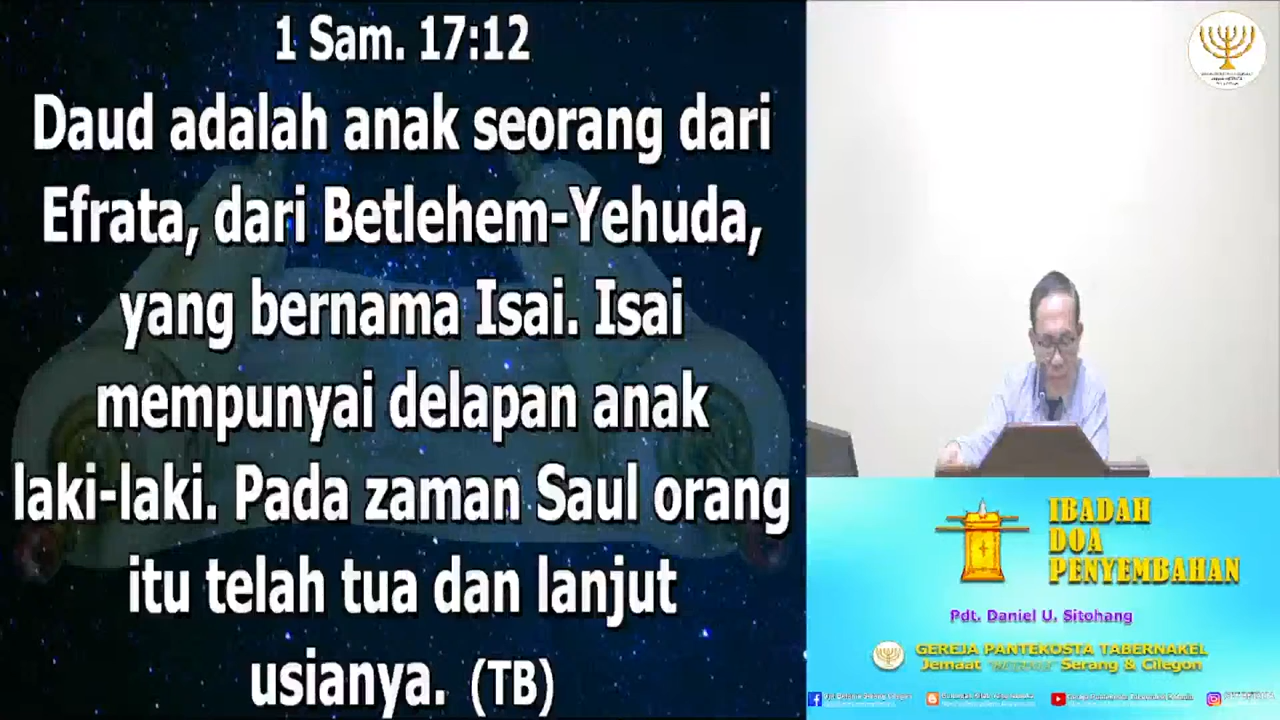 1 Sam. 17:12
Daud adalah anak seorang dari
Efrata, dari Betlehem-Yehuda,
yang bernama Isai. Isai
mempunyai delapan anak
laki-laki. Pada zaman Saul orang
itu telah tua dan lanjut
usianya. (TB)
IBADAH
DOA
PENYEMBAHAN
Pdt. Daniel U. Sitohang
GEREJA PANTEKOSTA TABERNAKEL
Jemaat Serang & Cilegon